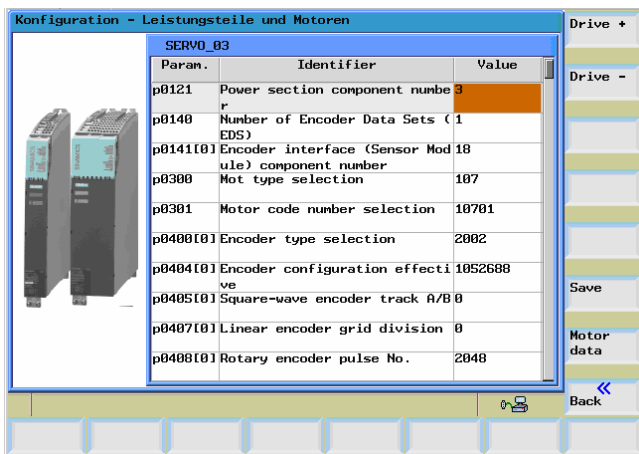 Konfiguration - Leistungsteile und Motoren
SERVO_03
Param. Identifier Value
p0121 Power section component numbe 3
r
p0140 Number of Encoder Data Sets ( 1
EDS)
p0141[0] Encoder interface (Sensor Mod 18
ule) component number
p0300 Mot type selection 107
p0301 Motor code number selection 10701
p0400[0] Encoder type selection 2002
p0404[0] Encoder configuration effecti 1052688
ve
p0405[0] Square-wave encoder track A/B 0
p0407[0] Linear encoder grid division 0
p0408[0] Rotary encoder pulse No. 2048
Drive +
Drive -
Save
Motor
data
Back